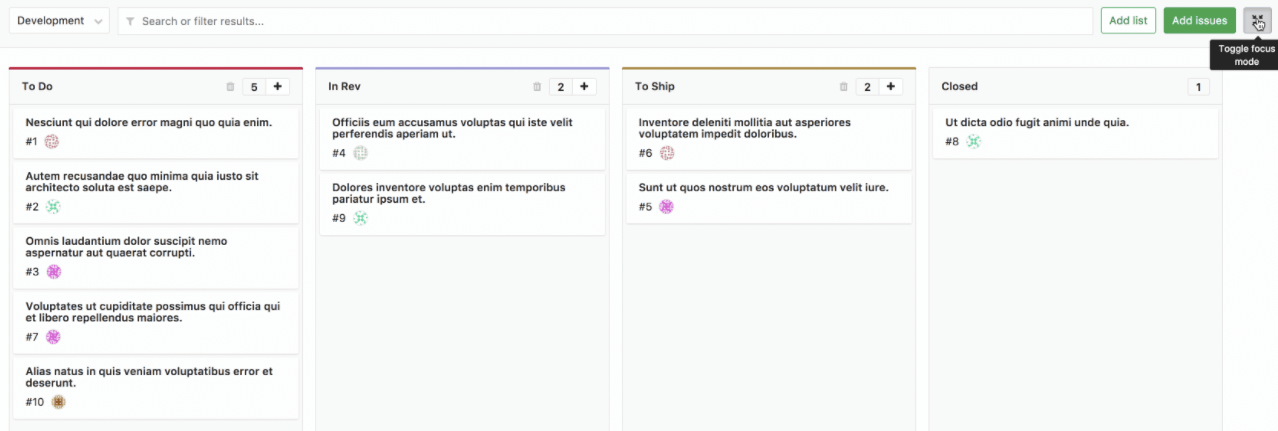 Development
Search or filter results...
Add list
Add issues
Toggle focus
mode
To Do
5
+
Nesciunt qui dolore error magni quo quia enim.
#1
Autem recusandae quo minima quia iusto sit
architecto soluta est saepe.
#2
Omnis laudantium dolor suscipit nemo
aspernatur aut quaerat corrupti.
#3
Voluptates ut cupiditate possimus qui officia qui
et libero repellendus maiores.
#7
Alias natus in quis veniam voluptatibus error et
deserunt.
#10
In Rev
2
+
Officiis eum accusamus voluptas qui iste velit
perferendis aperiam ut.
#4
Dolores inventore voluptas enim temporibus
pariatur ipsum et.
#9
To Ship
2
+
Inventore deleniti mollitia aut asperiores
voluptatem impedit doloribus.
#6
Sunt ut quos nostrum eos voluptatum velit iure.
#5
Closed
1
Ut dicta odio fugit animi unde quia.
#8